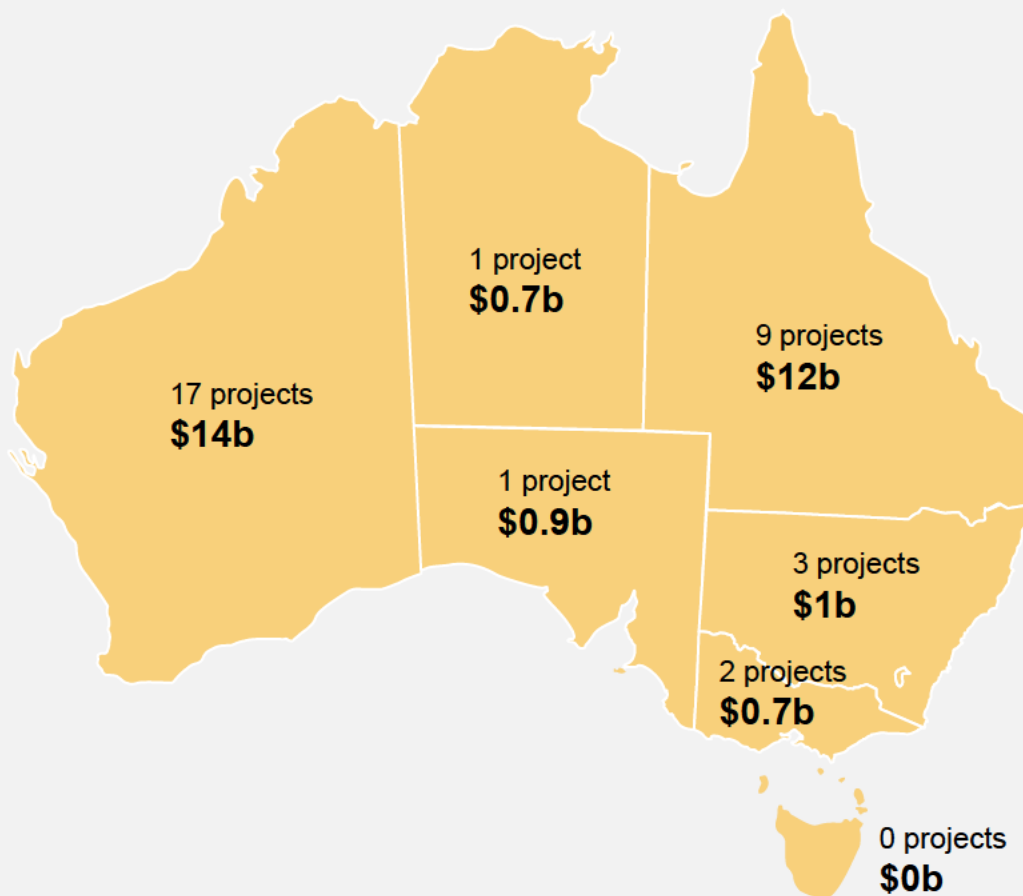 1 project
$0.7b
9 projects
$12b
17 projects
$14b
1 project
$0.9b
3 projects
$1b
2 projects
$0.7b
0 projects
$0b